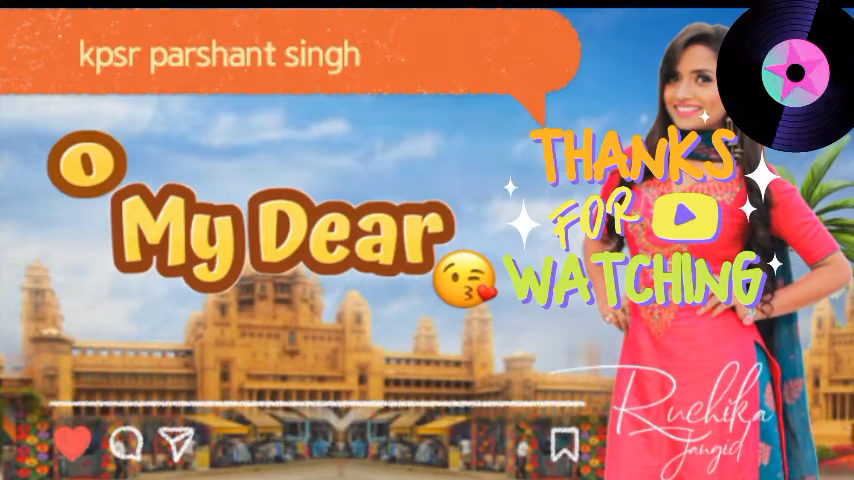 kpsr parshant singh
O
My Dear
THANKS
FOR
WATCHING
Ruchika
Jangid